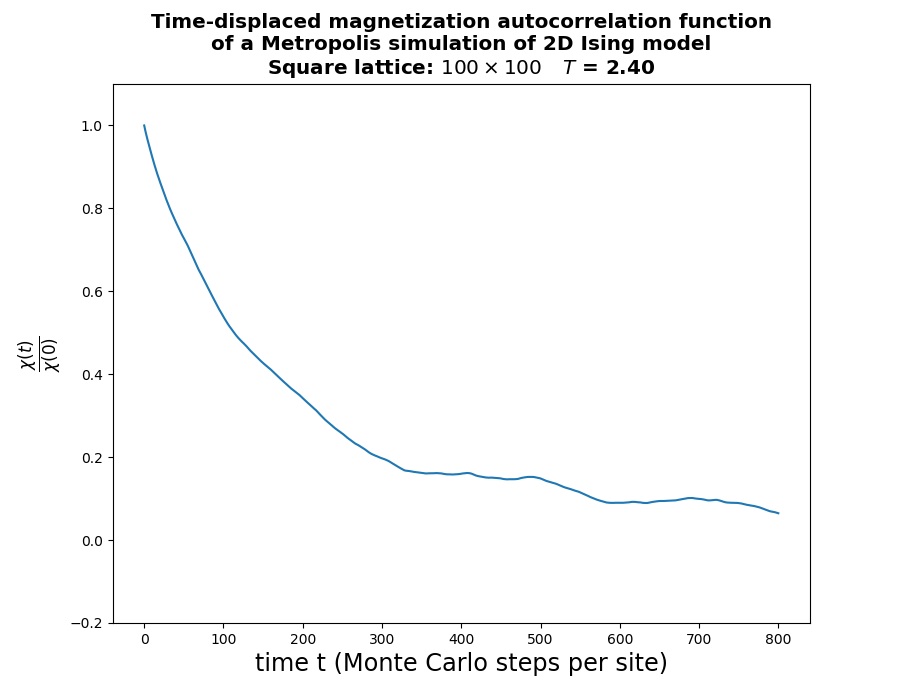 Time-displaced magnetization autocorrelation function
of a Metropolis simulation of 2D Ising model
Square lattice: 100 × 100 T = 2.40
χ(t)
χ(0)
1.0
0.8
0.6
0.4
0.2
0.0
−0.2
0 100 200 300 400 500 600 700 800
time t (Monte Carlo steps per site)